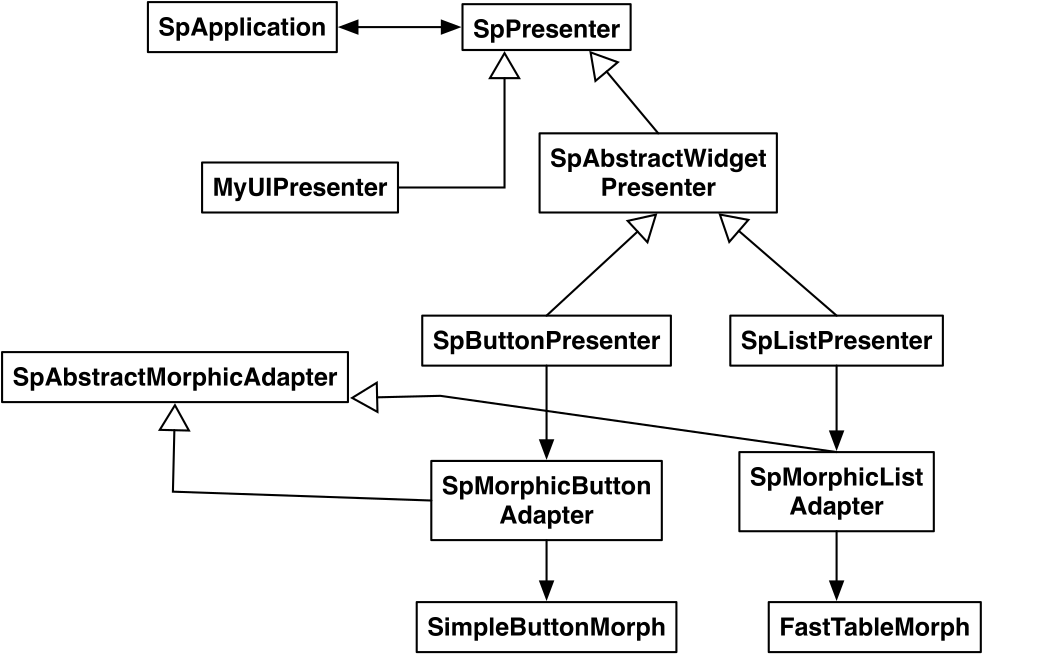 SpApplication
SpPresenter
MyUIPresenter
SpAbstractWidget
Presenter
SpButtonPresenter
SpListPresenter
SpAbstractMorphicAdapter
SpMorphicButton
Adapter
SpMorphicList
Adapter
SimpleButtonMorph
FastTableMorph